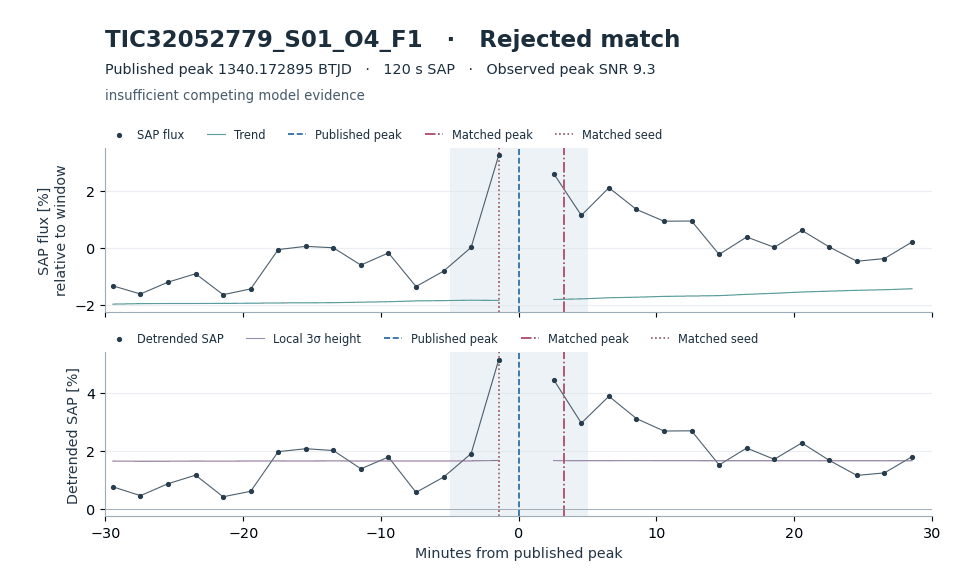 TIC32052779_S01_O4_F1 · Rejected match
Published peak 1340.172895 BTJD · 120 s SAP · Observed peak SNR 9.3
insufficient competing model evidence
SAP flux Trend Published peak Matched peak Matched seed
SAP flux [%]
relative to window
2
0
−2
Detrended SAP Local 3σ height Published peak Matched peak Matched seed
Detrended SAP [%]
4
2
0
−30 −20 −10 0 10 20 30
Minutes from published peak